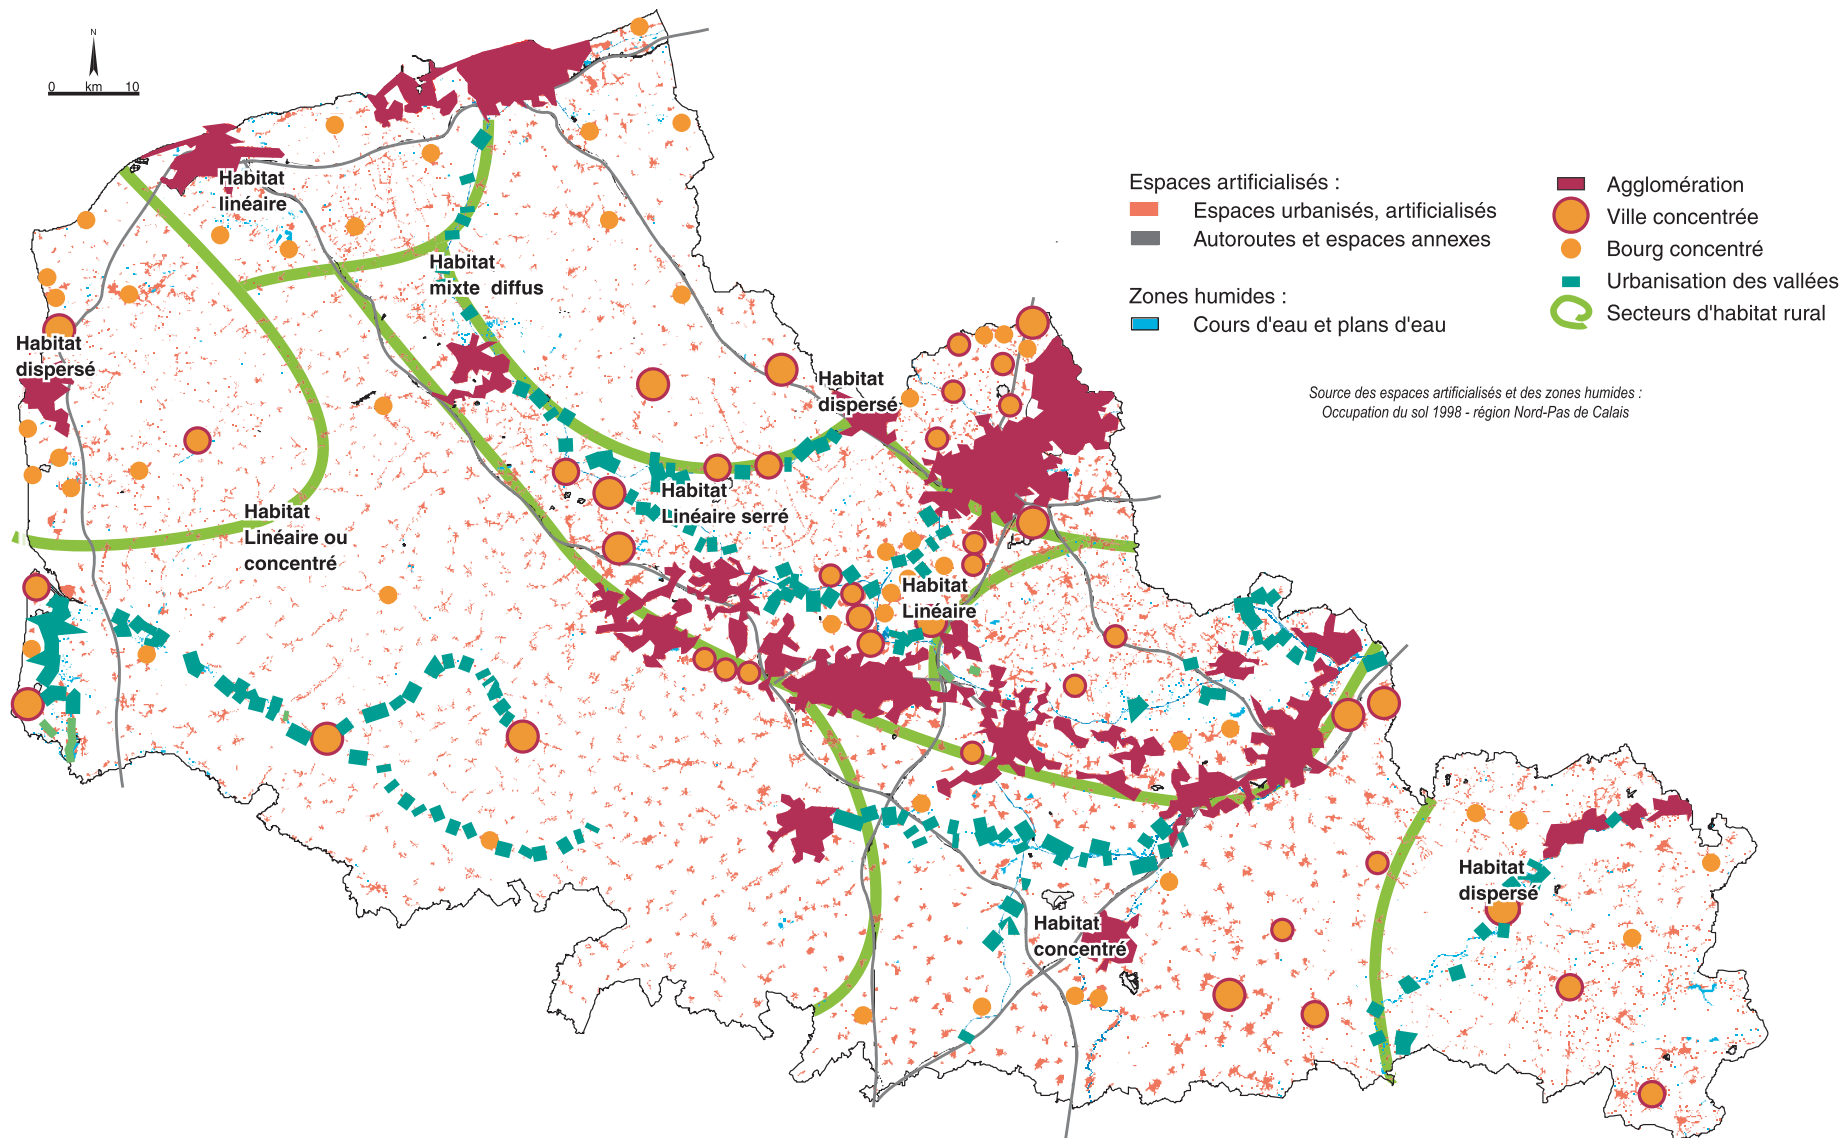 N
0 km 10
Habitat
linéaire
Habitat
mixte diffus
Habitat
dispersé
Habitat
dispersé
Habitat
Linéaire serré
Habitat
Linéaire ou
concentré
Habitat
Linéaire
Habitat
dispersé
Habitat
concentré
Espaces artificialisés :
Espaces urbanisés, artificialisés
Autoroutes et espaces annexes
Zones humides :
Cours d'eau et plans d'eau
Agglomération
Ville concentrée
Bourg concentré
Urbanisation des vallées
Secteurs d'habitat rural
Source des espaces artificialisés et des zones humides :
Occupation du sol 1998 - région Nord-Pas de Calais